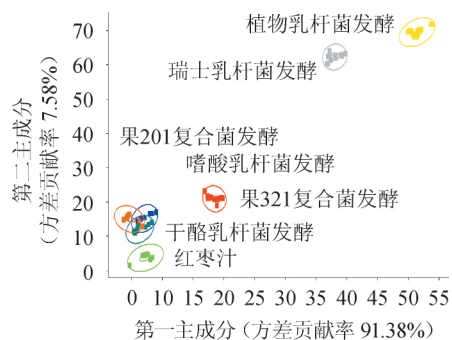 植物乳杆菌发酵
瑞士乳杆菌发酵
果201复合菌发酵
嗜酸乳杆菌发酵
果321复合菌发酵
干酪乳杆菌发酵
红枣汁
第二主成分
（方差贡献率 7.58%）
70
60
50
40
30
20
10
0
0 5 10 15 20 25 30 35 40 45 50 55
第一主成分（方差贡献率 91.38%）